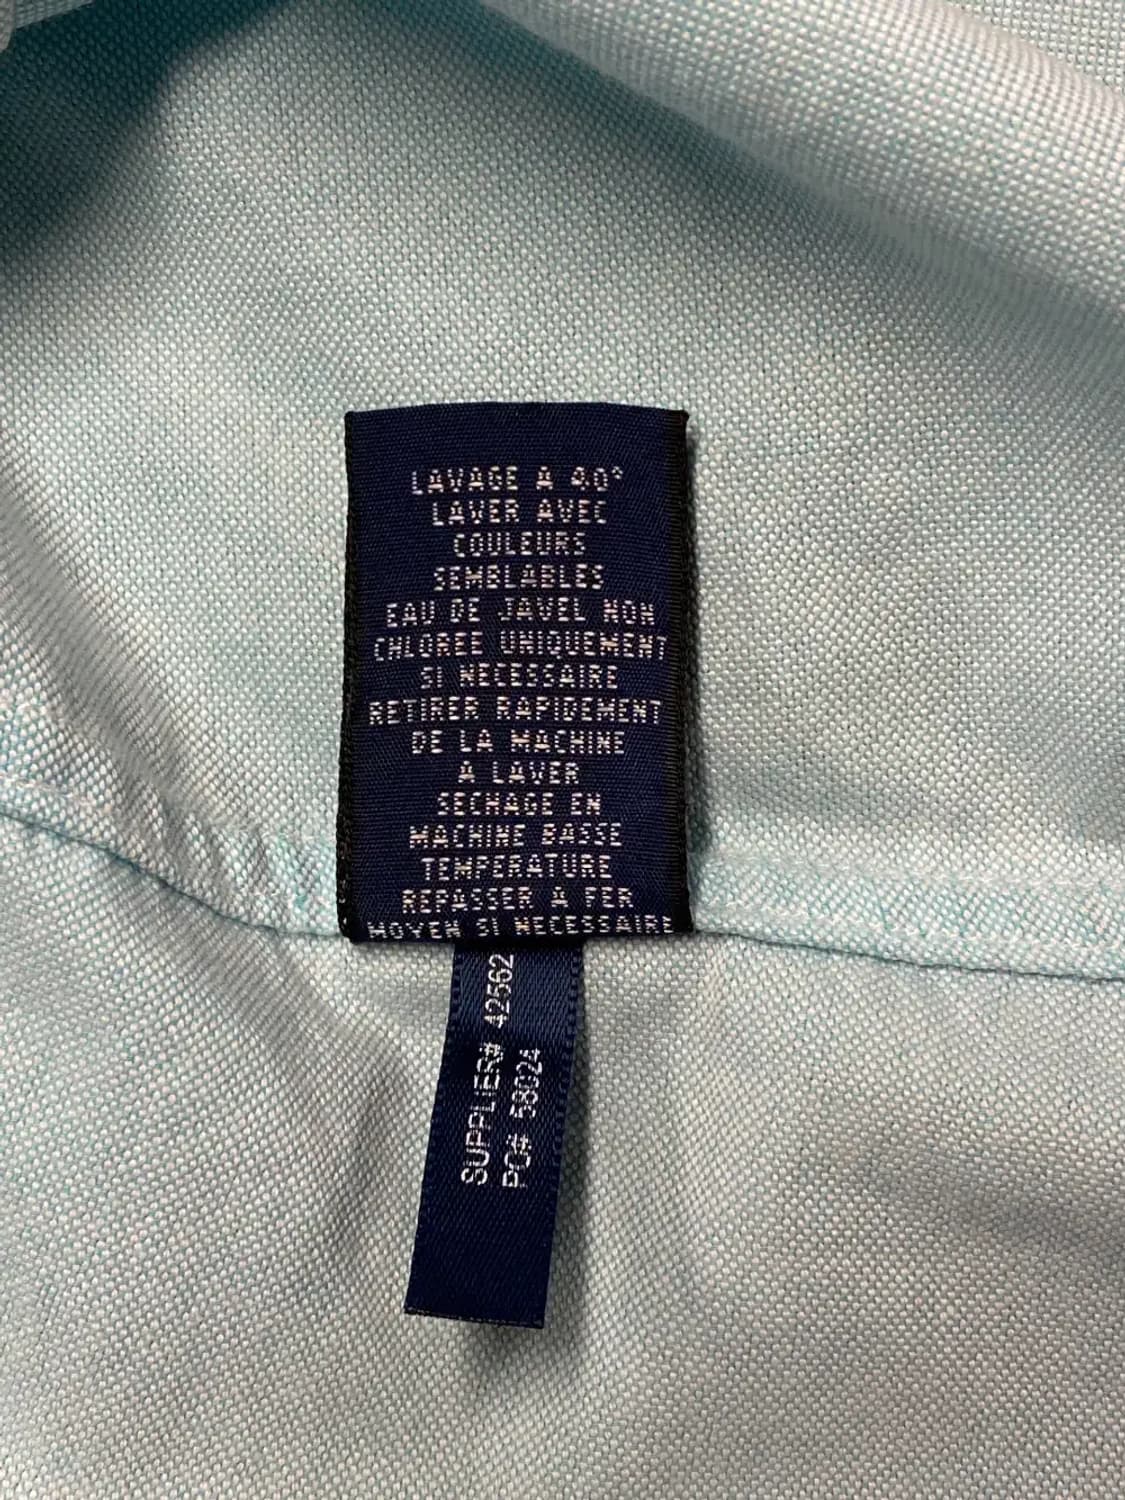 LAVAGE A 40°
LAVER AVEC
COULEURS
SEMBLABLES
EAU DE JAVEL NON
CHLOREE UNIQUEMENT
SI NECESSAIRE
RETIRER RAPIDEMENT
DE LA MACHINE
A LAVER
SECHAGE EN
MACHINE BASSE
TEMPERATURE
REPASSER A FER
MOYEN SI NECESSAIRE
SUPPLIER# 42562
PO# 58024